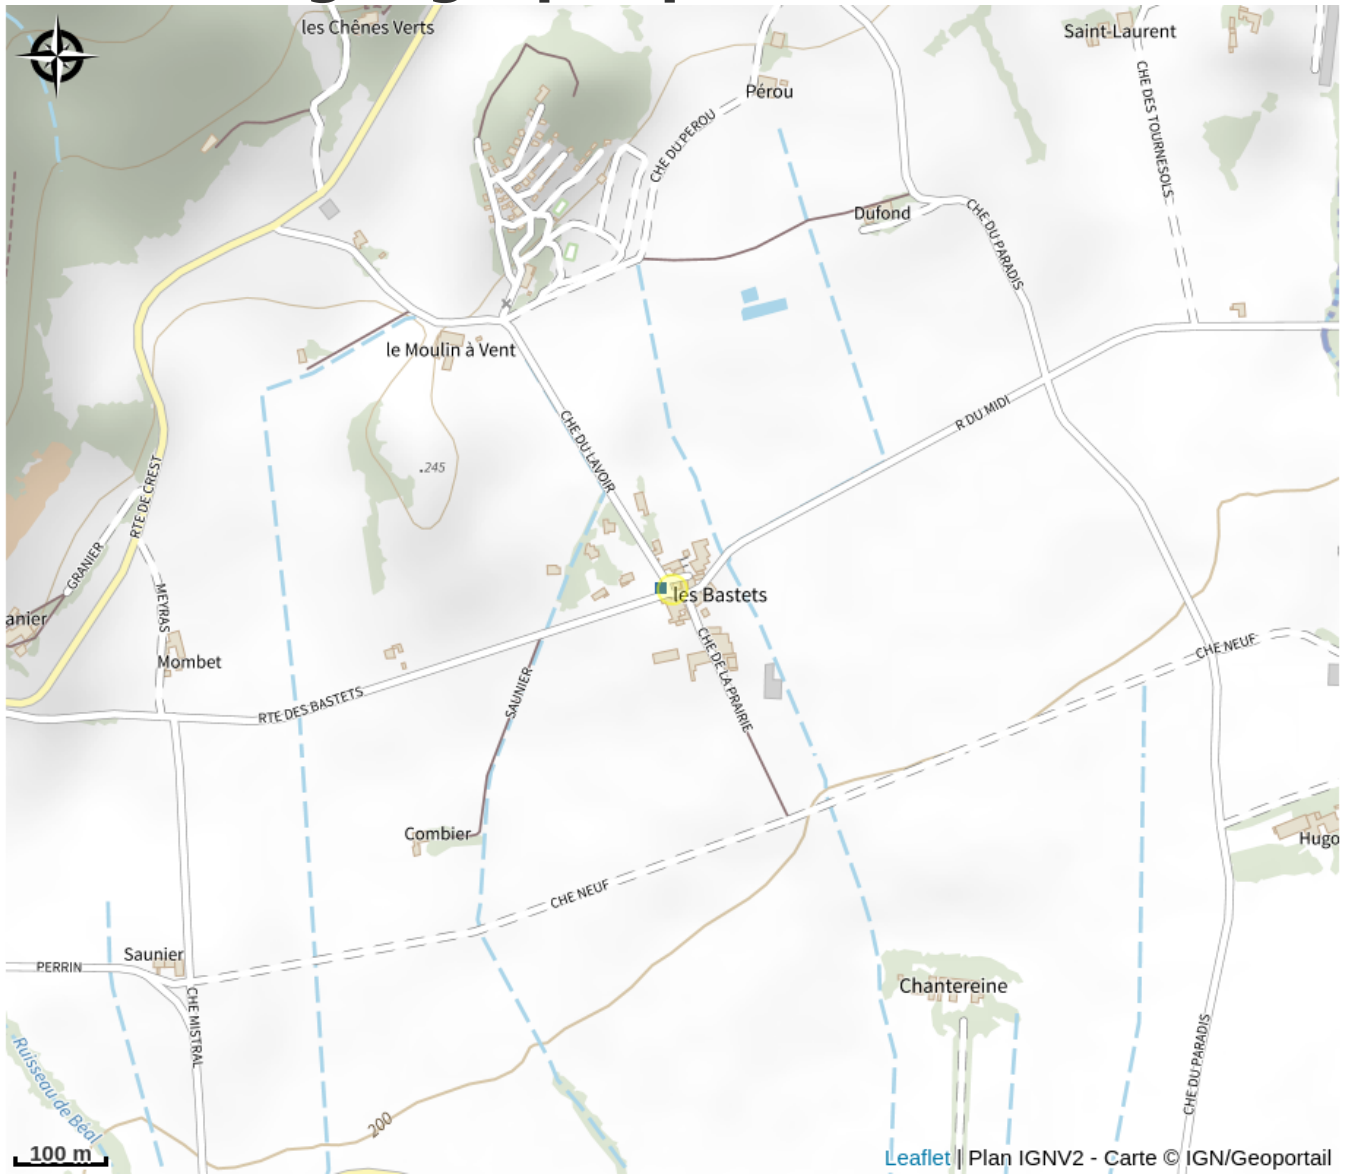 les Chênes Verts
Saint-Laurent
Pérou
CHE DU PEROU
CHE DES TOURNESOLS
Dufond
CHE DU PARADIS
le Moulin à Vent
R DU MIDI
CHE DU LAVOIR
.245
RTE DE CREST
GRANIER
MEYRAS
anier
les Bastets
CHE NEUF
Mombet
CHE DE LA PRAIRIE
SAUNIER
RTE DES BASTETS
Combier
Hugo
CHE NEUF
Saunier
PERRIN
Chantereine
CHE MISTRAL
CHE DU PARADIS
Ruisseau de Béal
200
100 m
Leaflet | Plan IGNV2 - Carte © IGN/Geoportail